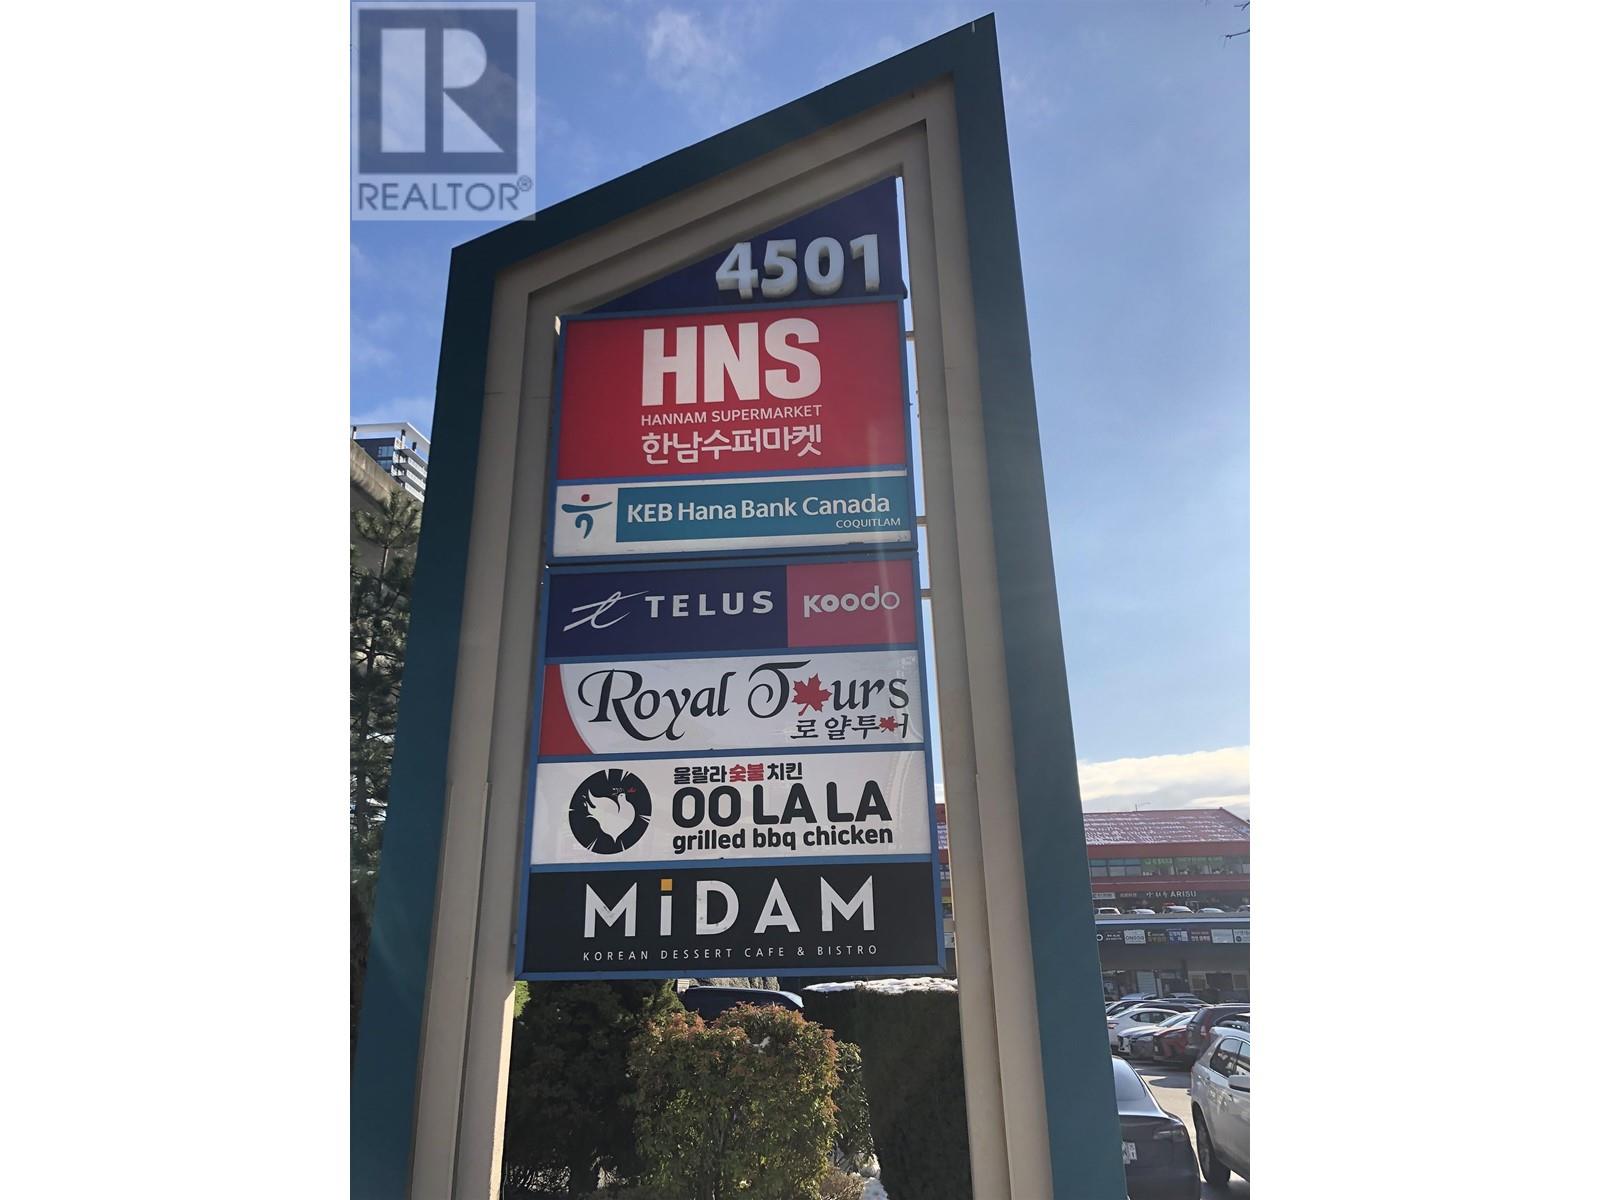 REALTOR®
4501
HNS
HANNAM SUPERMARKET
한남수퍼마켓
KEB Hana Bank Canada
COQUITLAM
TELUS koodo
Royal Tours
로얄투어
울랄라 숯불 치킨
OO LA LA
grilled bbq chicken
MiDAM
KOREAN DESSERT CAFE & BISTRO
ARISU